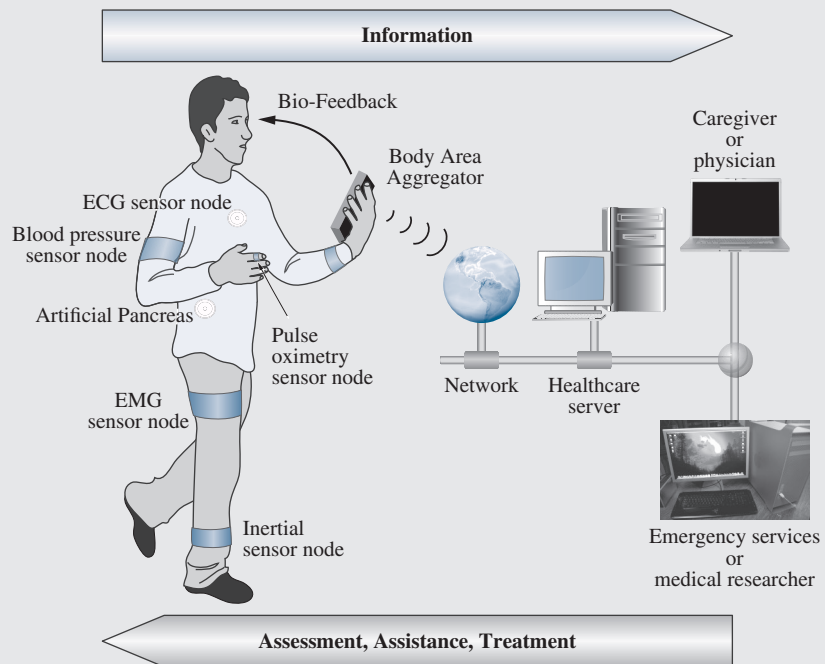 Information
Bio-Feedback
Body Area
Aggregator
Caregiver
or
physician
ECG sensor node
Blood pressure
sensor node
Artificial Pancreas
Pulse
oximetry
sensor node
EMG
sensor node
Network
Healthcare
server
Inertial
sensor node
Emergency services
or
medical researcher
Assessment, Assistance, Treatment